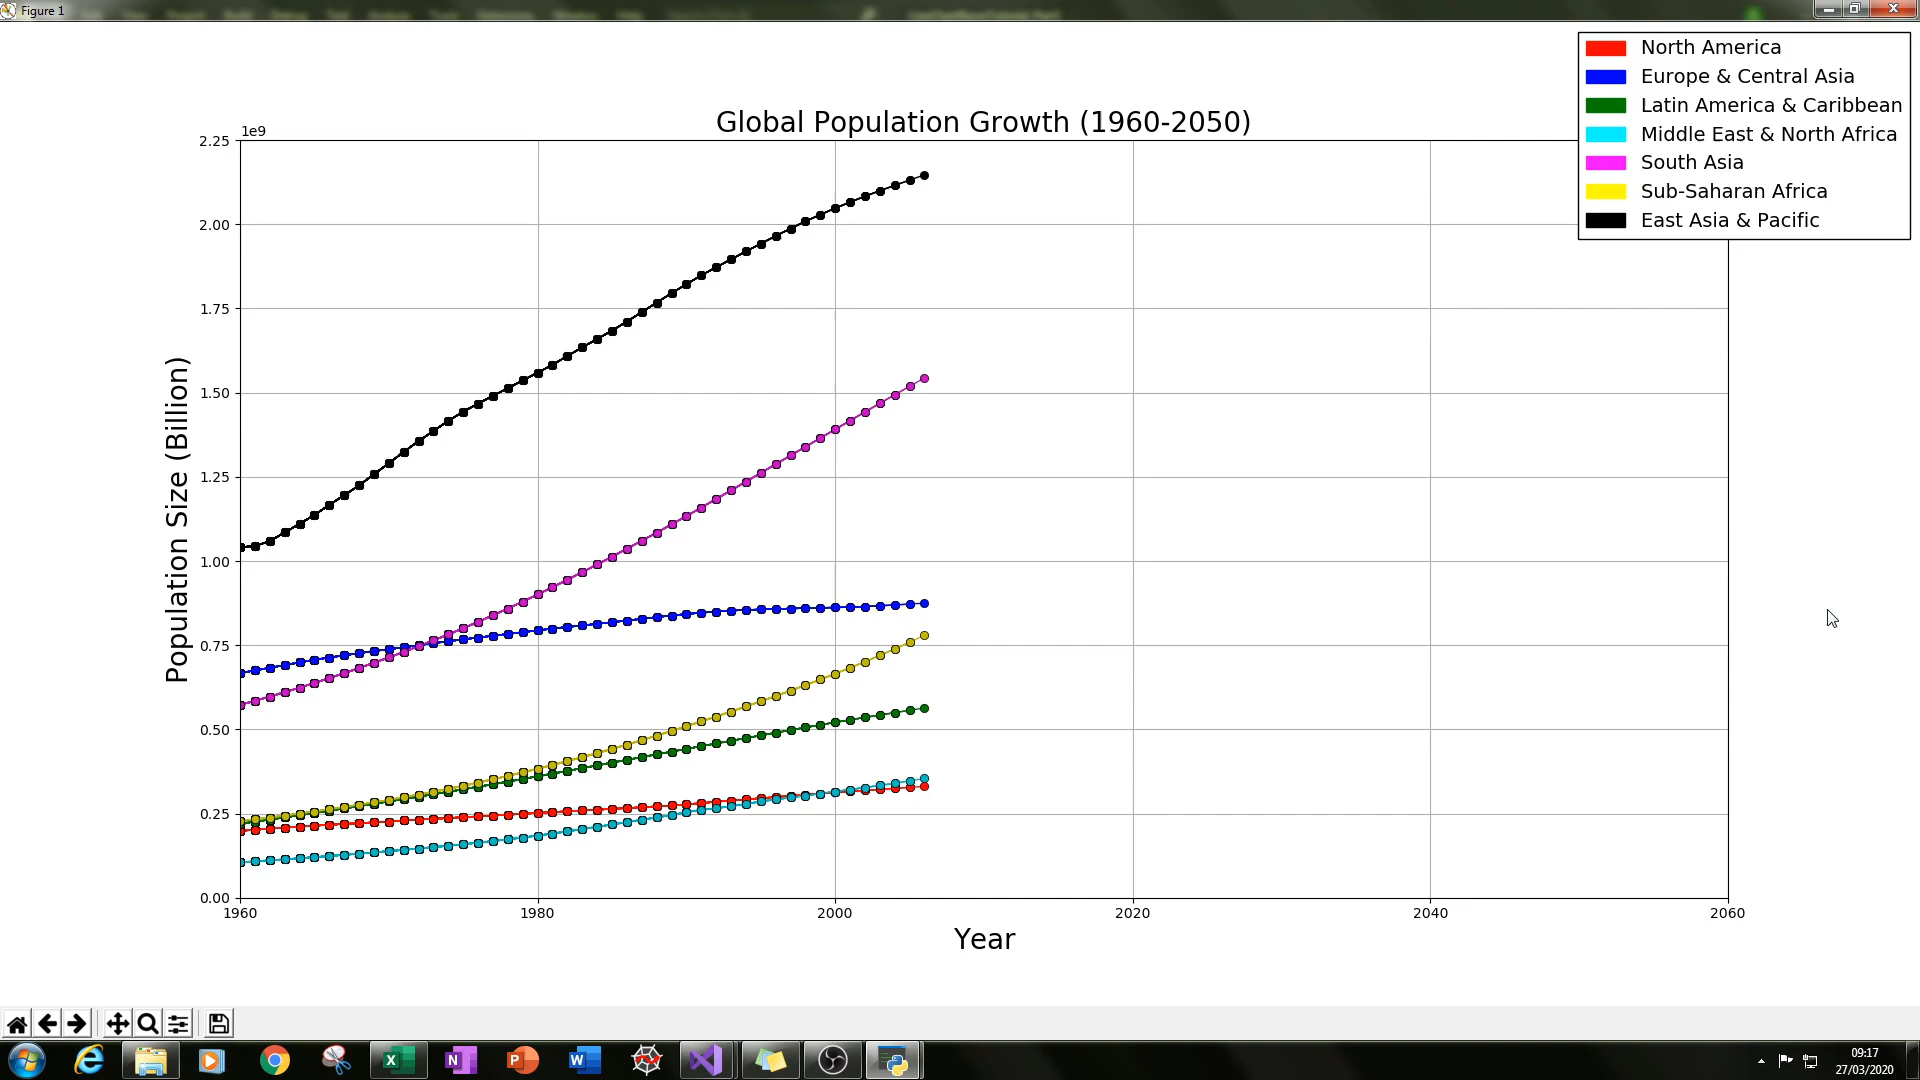 Figure 1
North America
Europe & Central Asia
Latin America & Caribbean
Middle East & North Africa
South Asia
Sub-Saharan Africa
East Asia & Pacific
Global Population Growth (1960-2050)
1e9
2.25
2.00
1.75
1.50
1.25
1.00
0.75
0.50
0.25
0.00
Population Size (Billion)
1960 1980 2000 2020 2040 2060
Year
09:17
27/03/2020